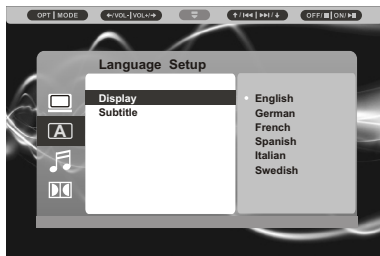 OPT | MODE
←/VOL-|VOL+/→
↑/⏮|⏭/↓
OFF/■|ON/▶⏸
Language Setup
Display
Subtitle
A
• English
German
French
Spanish
Italian
Swedish